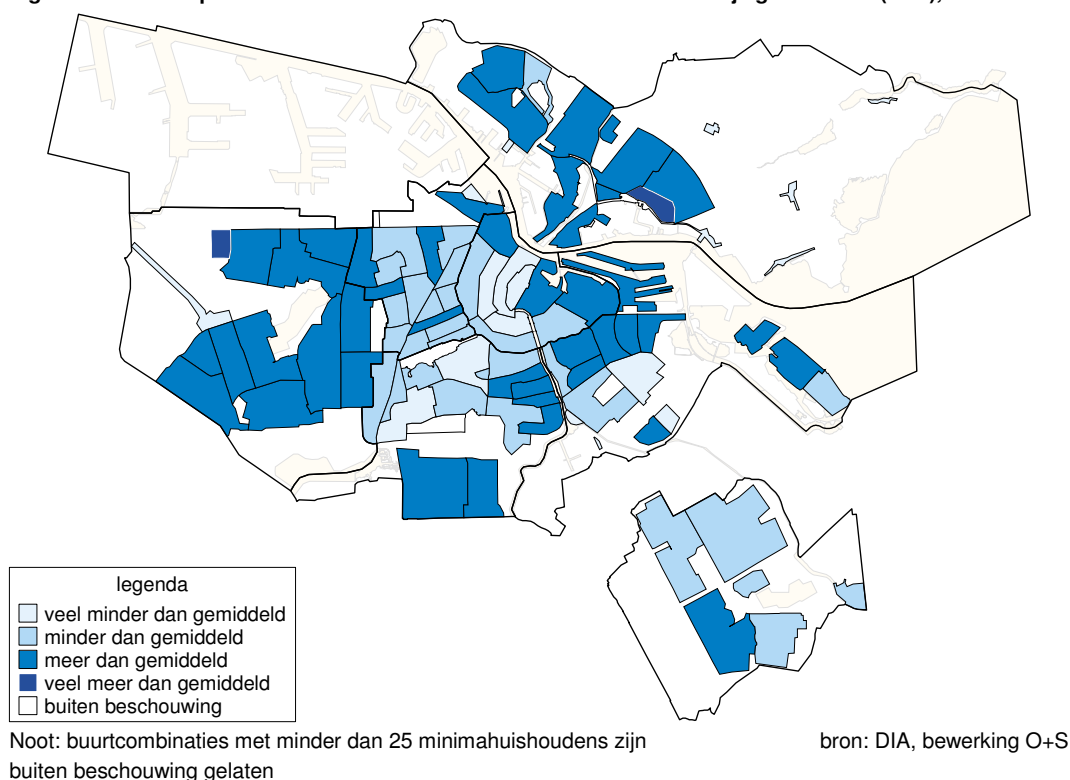 legenda
veel minder dan gemiddeld
minder dan gemiddeld
meer dan gemiddeld
veel meer dan gemiddeld
buiten beschouwing
Noot: buurtcombinaties met minder dan 25 minimahuishoudens zijn
buiten beschouwing gelaten
bron: DIA, bewerking O+S